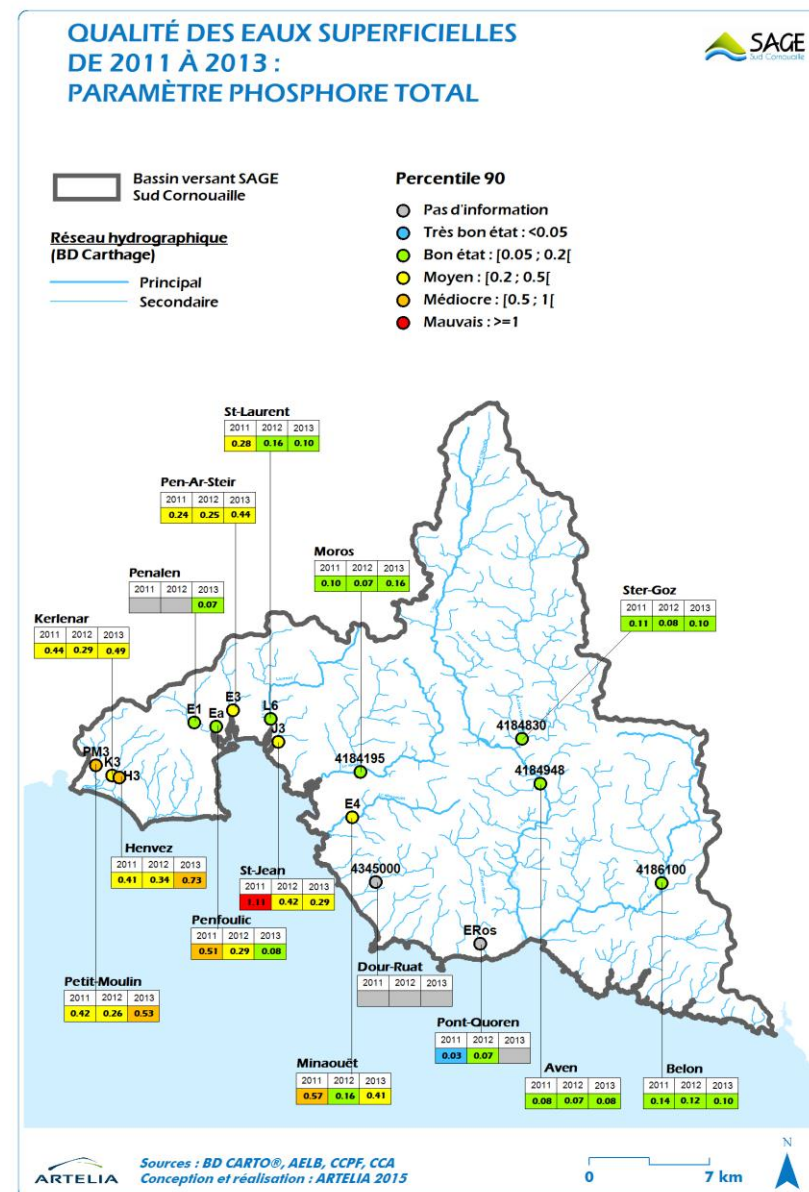 QUALITÉ DES EAUX SUPERFICIELLES
DE 2011 À 2013 :
PARAMÈTRE PHOSPHORE TOTAL
SAGE
Sud Cornouaille
Bassin versant SAGE
Sud Cornouaille
Réseau hydrographique
(BD Carthage)
Principal
Secondaire
Percentile 90
Pas d'information
Très bon état : <0.05
Bon état : [0.05 ; 0.2[
Moyen : [0.2 ; 0.5[
Médiocre : [0.5 ; 1[
Mauvais : >=1
St-Laurent
2011 2012 2013
0.28 0.16 0.10
Pen-Ar-Steir
2011 2012 2013
0.24 0.25 0.44
Moros
2011 2012 2013
0.10 0.07 0.16
Penalen
2011 2012 2013
0.07
Ster-Goz
2011 2012 2013
0.11 0.08 0.10
Kerlenar
2011 2012 2013
0.44 0.29 0.49
E1
Ea
E3
L6
J3
PM3
K3
H3
4184195
4184830
4184948
E4
4345000
4186100
ERos
Henvez
2011 2012 2013
0.41 0.34 0.73
St-Jean
2011 2012 2013
1.11 0.42 0.29
Penfoulic
2011 2012 2013
0.51 0.29 0.08
Dour-Ruat
2011 2012 2013
Petit-Moulin
2011 2012 2013
0.42 0.26 0.53
Pont-Quoren
2011 2012 2013
0.03 0.07
Minaouët
2011 2012 2013
0.57 0.16 0.41
Aven
2011 2012 2013
0.08 0.07 0.08
Belon
2011 2012 2013
0.14 0.12 0.10
ARTELIA
Sources : BD CARTO®, AELB, CCPF, CCA
Conception et réalisation : ARTELIA 2015
0 7 km
N